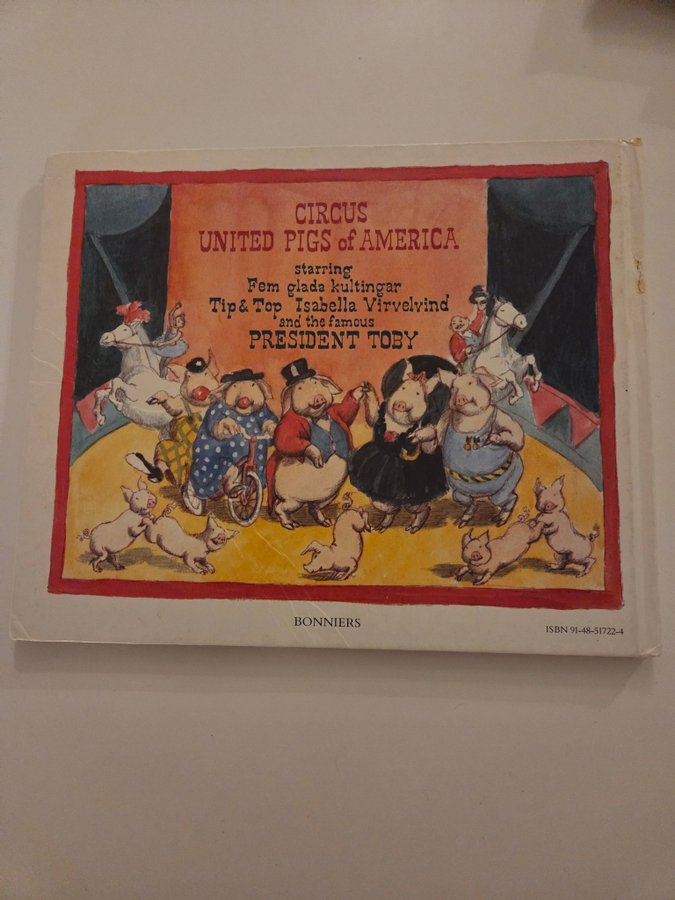 CIRCUS
UNITED PIGS of AMERICA
starring
Fem glada kultingar
Tip & Top Isabella Virvelvind
and the famous
PRESIDENT TOBY
BONNIERS
ISBN 91-48-51722-4